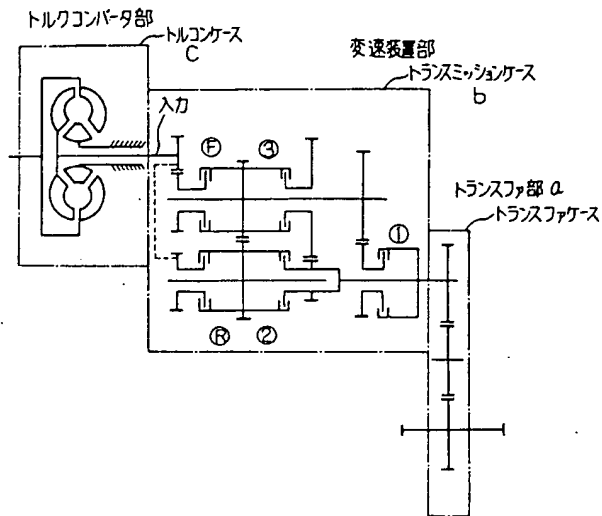 トルクコンバータ部
トルコンケース
C
変速装置部
トランスミッションケース
b
入力
Ⓕ
③
トランスファ部 a
トランスファケース
①
Ⓡ
②